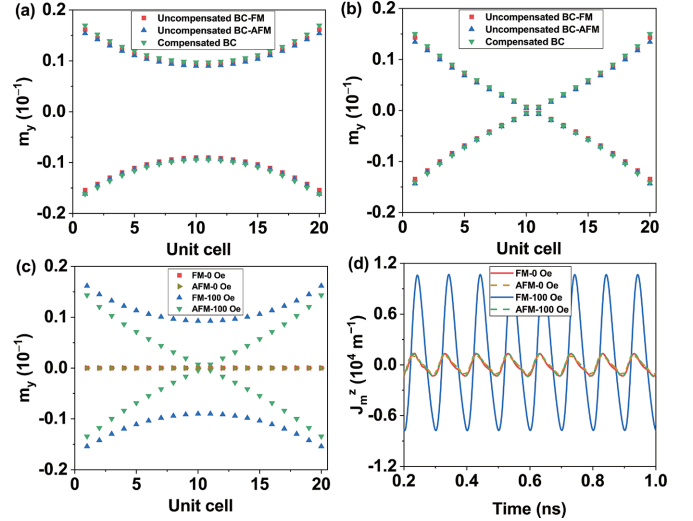 (a)
Uncompensated BC-FM
Uncompensated BC-AFM
Compensated BC
0.2
0.1
0.0
-0.1
-0.2
m_y (10⁻¹)
0 5 10 15 20
Unit cell
(b)
Uncompensated BC-FM
Uncompensated BC-AFM
Compensated BC
0.2
0.1
0.0
-0.1
0.2
m_y (10⁻¹)
0 5 10 15 20
Unit cell
(c)
FM-0 Oe
AFM-0 Oe
FM-100 Oe
AFM-100 Oe
0.2
0.1
0.0
-0.1
-0.2
m_y (10⁻¹)
0 5 10 15 20
Unit cell
(d)
FM-0 Oe
AFM-0 Oe
FM-100 Oe
AFM-100 Oe
1.2
0.6
0.0
-0.6
-1.2
J_m^z (10⁴ m⁻¹)
0.2 0.4 0.6 0.8 1.0
Time (ns)